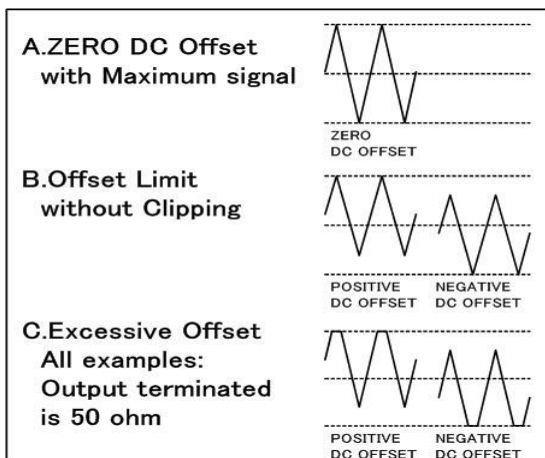 A.ZERO DC Offset
with Maximum signal
ZERO
DC OFFSET
B.Offset Limit
without Clipping
POSITIVE
DC OFFSET
NEGATIVE
DC OFFSET
C.Excessive Offset
All examples:
Output terminated
is 50 ohm
POSITIVE
DC OFFSET
NEGATIVE
DC OFFSET